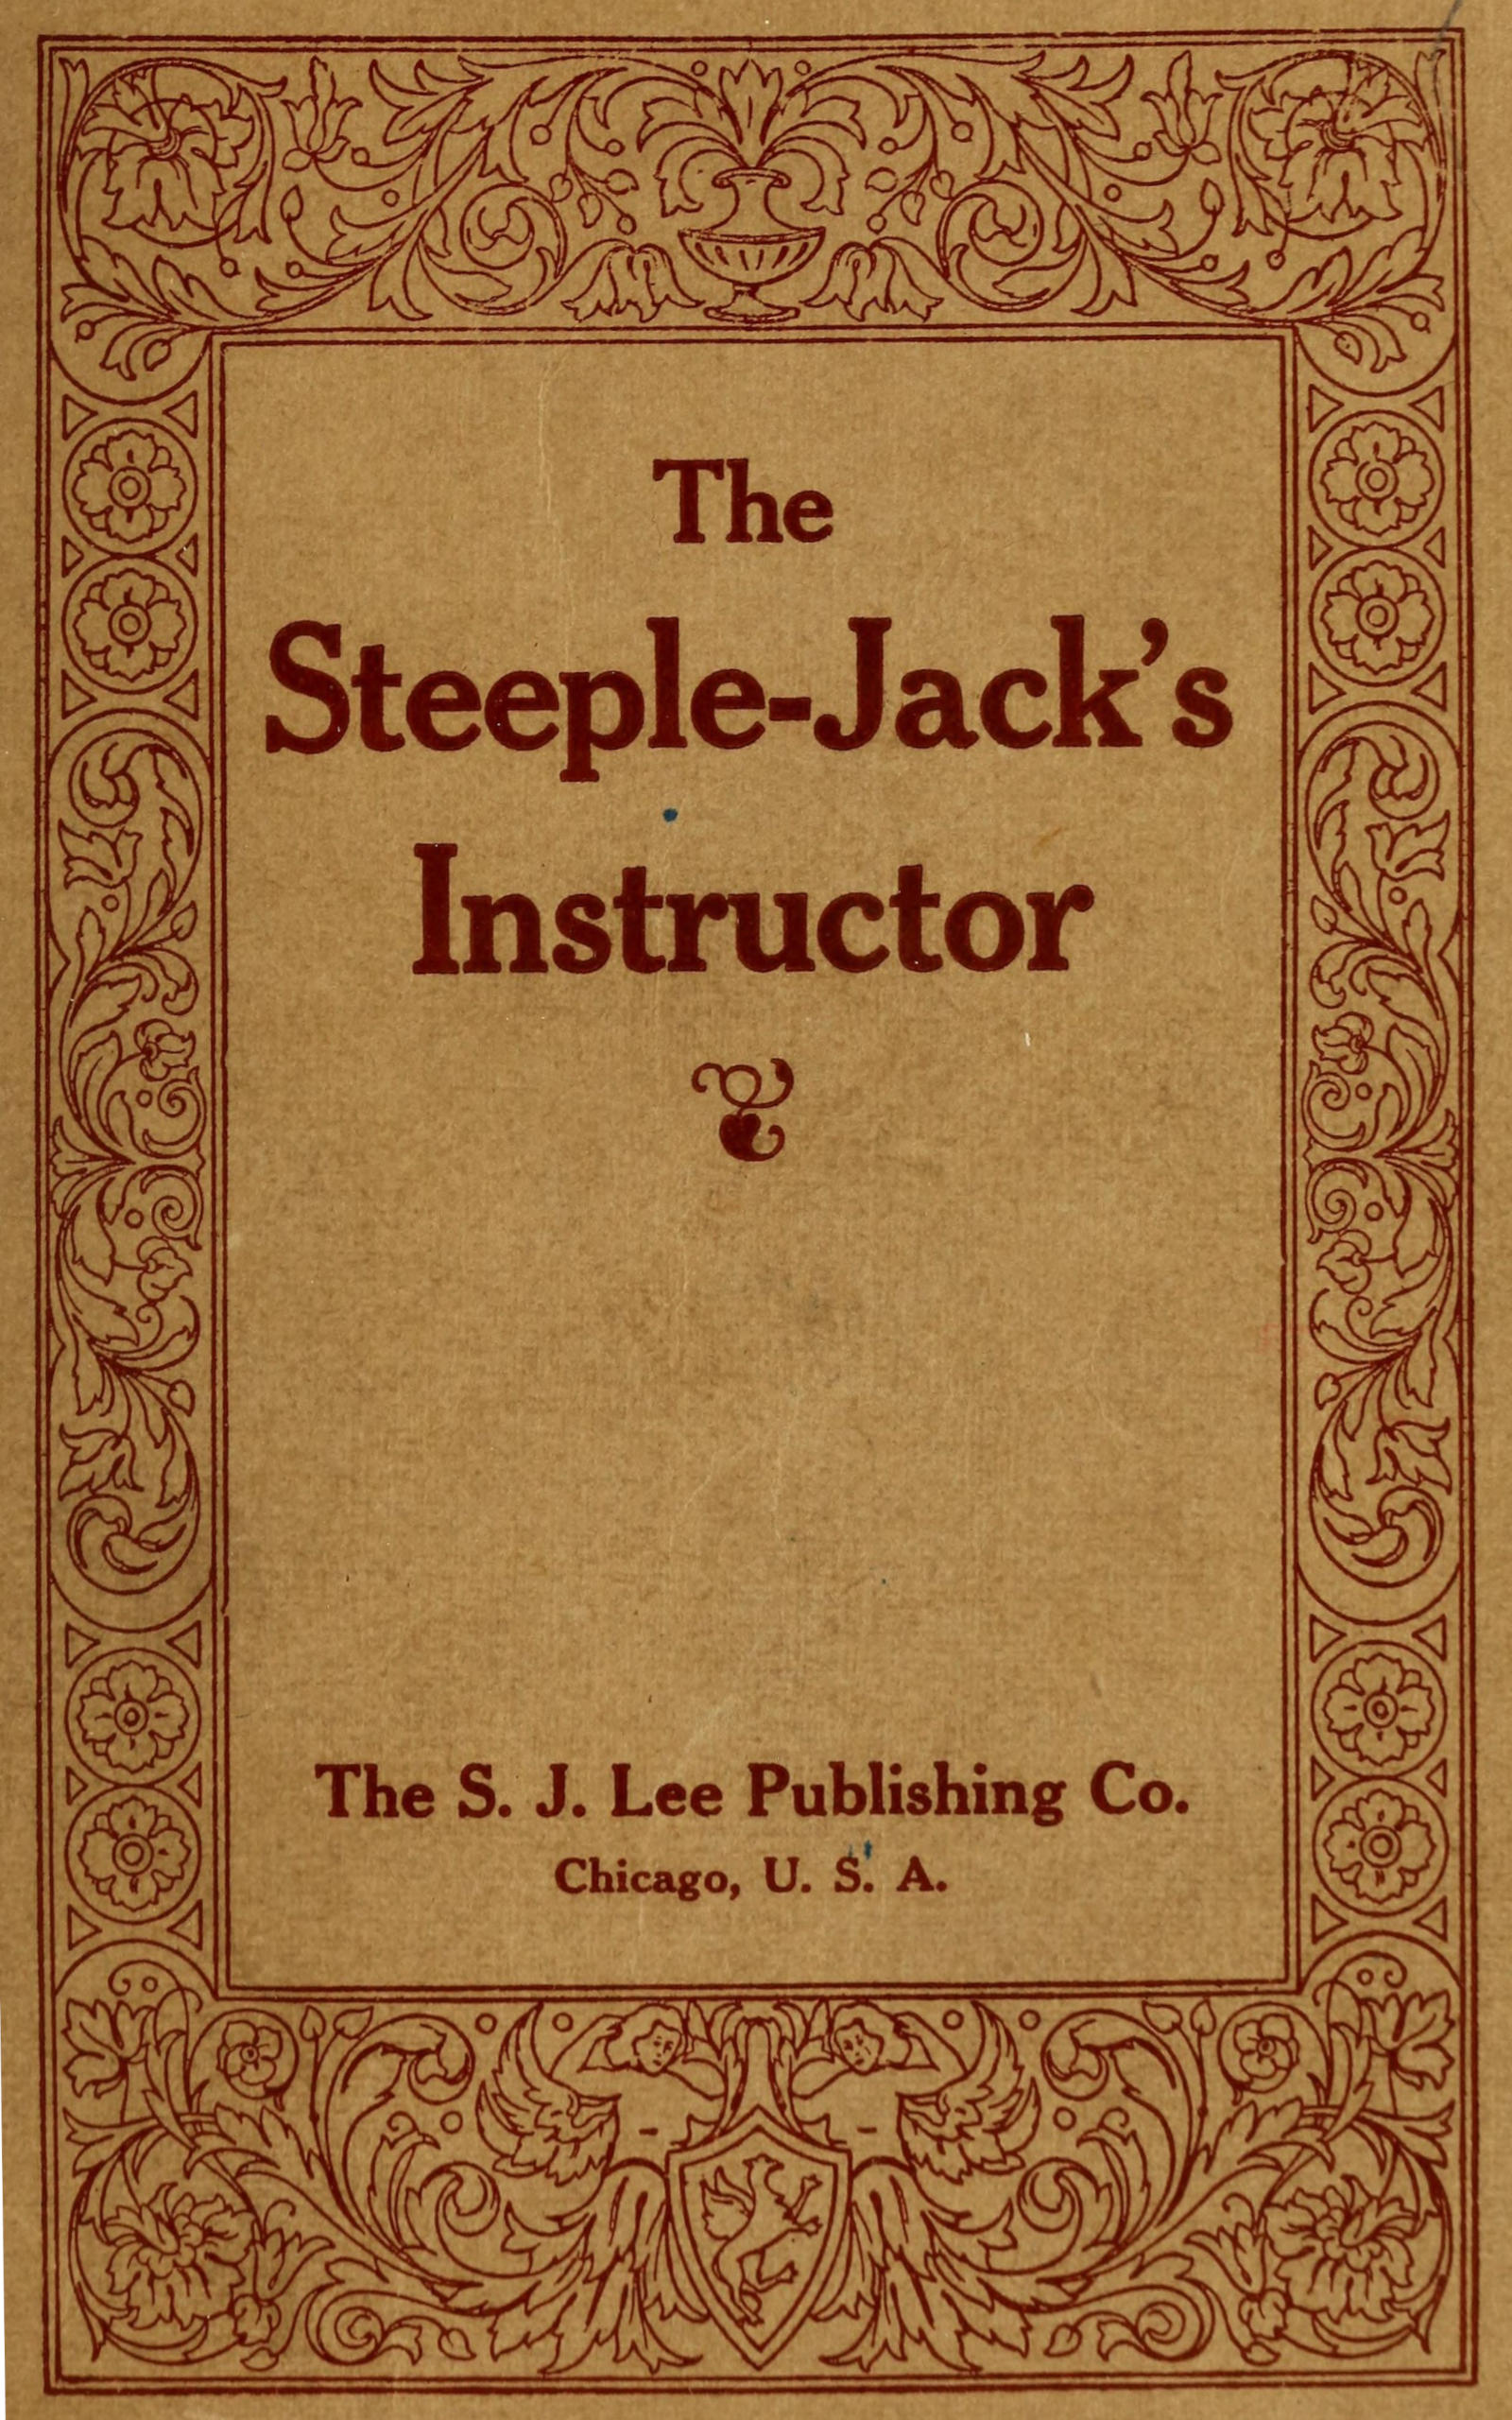 The
Steeple-Jack’s
Instructor
The S. J. Lee Publishing Co.
Chicago, U. S. A.